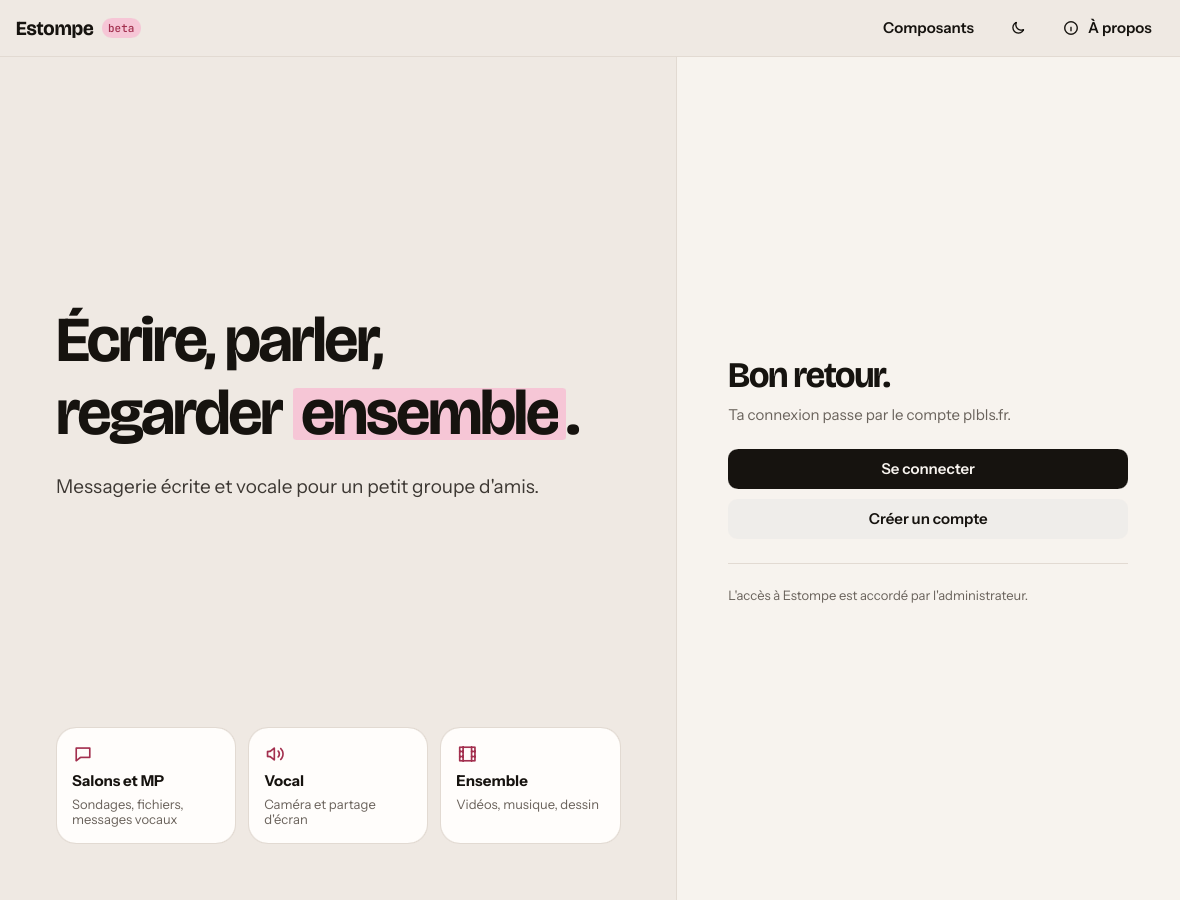 Estompe beta
Composants
À propos
Écrire, parler,
regarder ensemble.
Messagerie écrite et vocale pour un petit groupe d'amis.
Salons et MP
Sondages, fichiers,
messages vocaux
Vocal
Caméra et partage
d'écran
Ensemble
Vidéos, musique, dessin
Bon retour.
Ta connexion passe par le compte plbls.fr.
Se connecter
Créer un compte
L'accès à Estompe est accordé par l'administrateur.